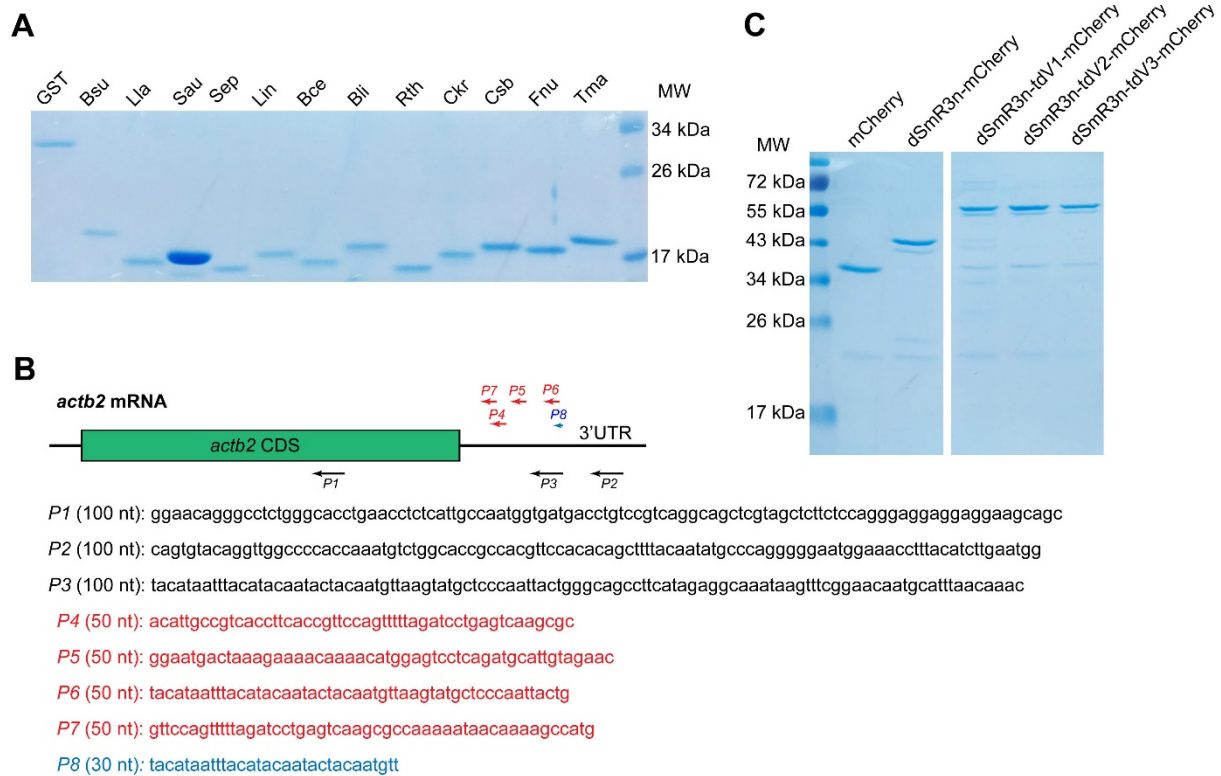 A
GST Bsu Lla Sau Sep Lin Bce Bli Rth Ckr Csb Fnu Tma
MW
34 kDa
26 kDa
17 kDa
B
actb2 mRNA
P7 P5 P6
P4 P8
3'UTR
actb2 CDS
P1 P3 P2
P1 (100 nt): ggaacagggcctctgggcacctgaacctctcattgccaatggtgatgacctgtccgtcaggcagctcgtagctcttctccagggaggaggaggaagcagc
P2 (100 nt): cagtgtacaggttggccccaccaaatgtctggcaccgccacgttccacacagcttttacaatatgcccagggggaatggaaacctttacatcttgaatgg
P3 (100 nt): tacataatttacatacaatactacaatgttaagtatgctcccaattactgggcagccttcatagaggcaaataagtttcggaacaatgcatttaacaaac
P4 (50 nt): acattgccgtcaccttcaccgttccagtttttagatcctgagtcaagcgc
P5 (50 nt): ggaatgactaaagaaaacaaaacatggagtcctcagatgcattgtagaac
P6 (50 nt): tacataatttacatacaatactacaatgttaagtatgctcccaattactg
P7 (50 nt): gttccagtttttagatcctgagtcaagcgccaaaaataacaaaagccatg
P8 (30 nt): tacataatttacatacaatactacaatgtt
C
mCherry
dSmR3n-mCherry
dSmR3n-tdV1-mCherry
dSmR3n-tdV2-mCherry
dSmR3n-tdV3-mCherry
MW
72 kDa
55 kDa
43 kDa
34 kDa
26 kDa
17 kDa